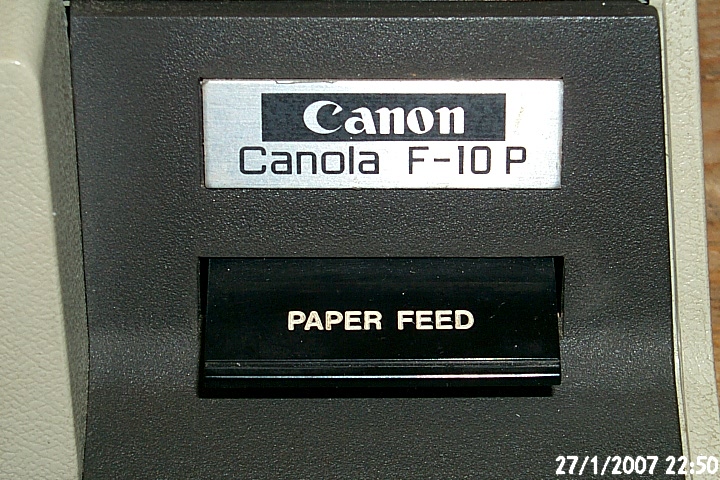 Canon
Canola F-10 P
PAPER FEED
27/1/2007 22:50